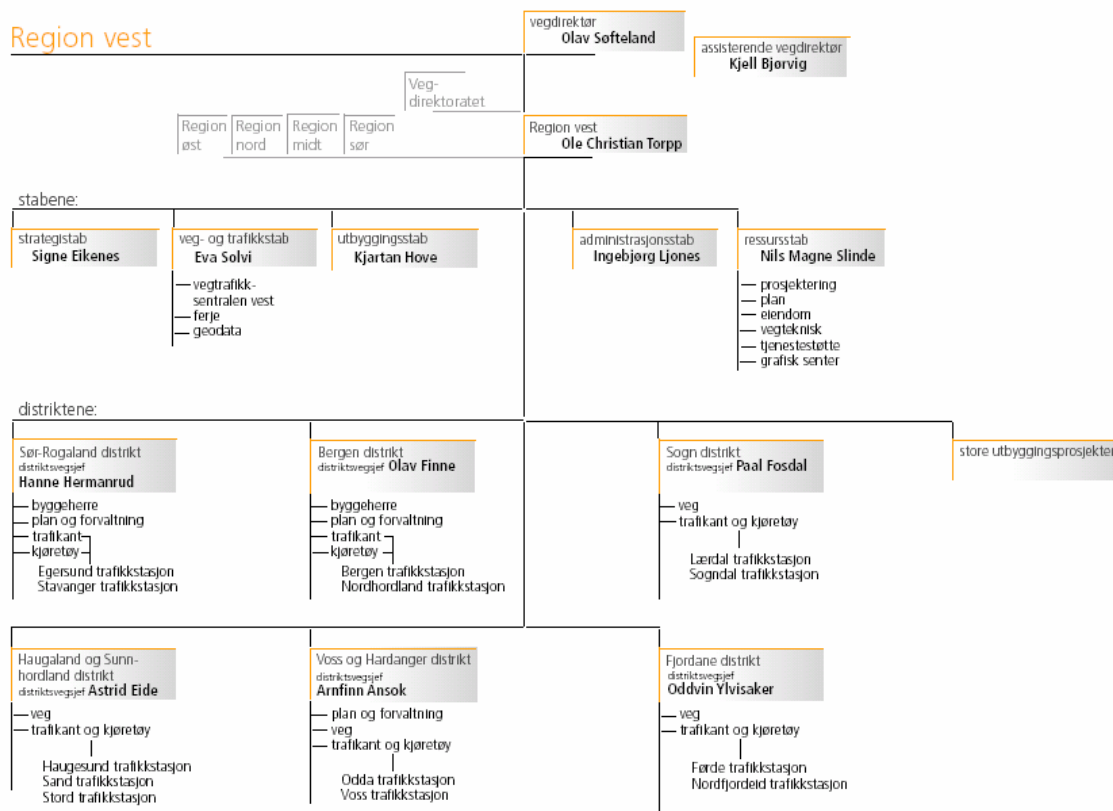 Region vest
vegdirektør
Olav Søfteland
assisterende vegdirektør
Kjell Bjørvig
Veg-
direktoratet
Region
øst
Region
nord
Region
midt
Region
sør
Region vest
Ole Christian Torpp
stabene:
strategistab
Signe Eikenes
veg- og trafikkstab
Eva Solvi
vegtrafikk-
sentralen vest
ferje
geodata
utbyggingsstab
Kjartan Hove
administrasjonsstab
Ingebjørg Ljones
ressursstab
Nils Magne Slinde
prosjektering
plan
eiendom
vegteknisk
tjenestestøtte
grafisk senter
distriktene:
Sør-Rogaland distrikt
distriktsvegsjef
Hanne Hermanrud
byggeherre
plan og forvaltning
trafikant
kjøretøy
Egersund trafikkstasjon
Stavanger trafikkstasjon
Bergen distrikt
distriktsvegsjef Olav Finne
byggeherre
plan og forvaltning
trafikant
kjøretøy
Bergen trafikkstasjon
Nordhordland trafikkstasjon
Sogn distrikt
distriktsvegsjef Paal Fosdal
veg
trafikant og kjøretøy
Lærdal trafikkstasjon
Sogndal trafikkstasjon
store utbyggingsprosjekter
Haugaland og Sunn-
hordland distrikt
distriktsvegsjef Astrid Eide
veg
trafikant og kjøretøy
Haugesund trafikkstasjon
Sand trafikkstasjon
Stord trafikkstasjon
Voss og Hardanger distrikt
distriktsvegsjef
Arnfinn Ansok
plan og forvaltning
veg
trafikant og kjøretøy
Odda trafikkstasjon
Voss trafikkstasjon
Fjordane distrikt
distriktsvegsjef
Oddvin Ylvisaker
veg
trafikant og kjøretøy
Førde trafikkstasjon
Nordfjordeid trafikkstasjon